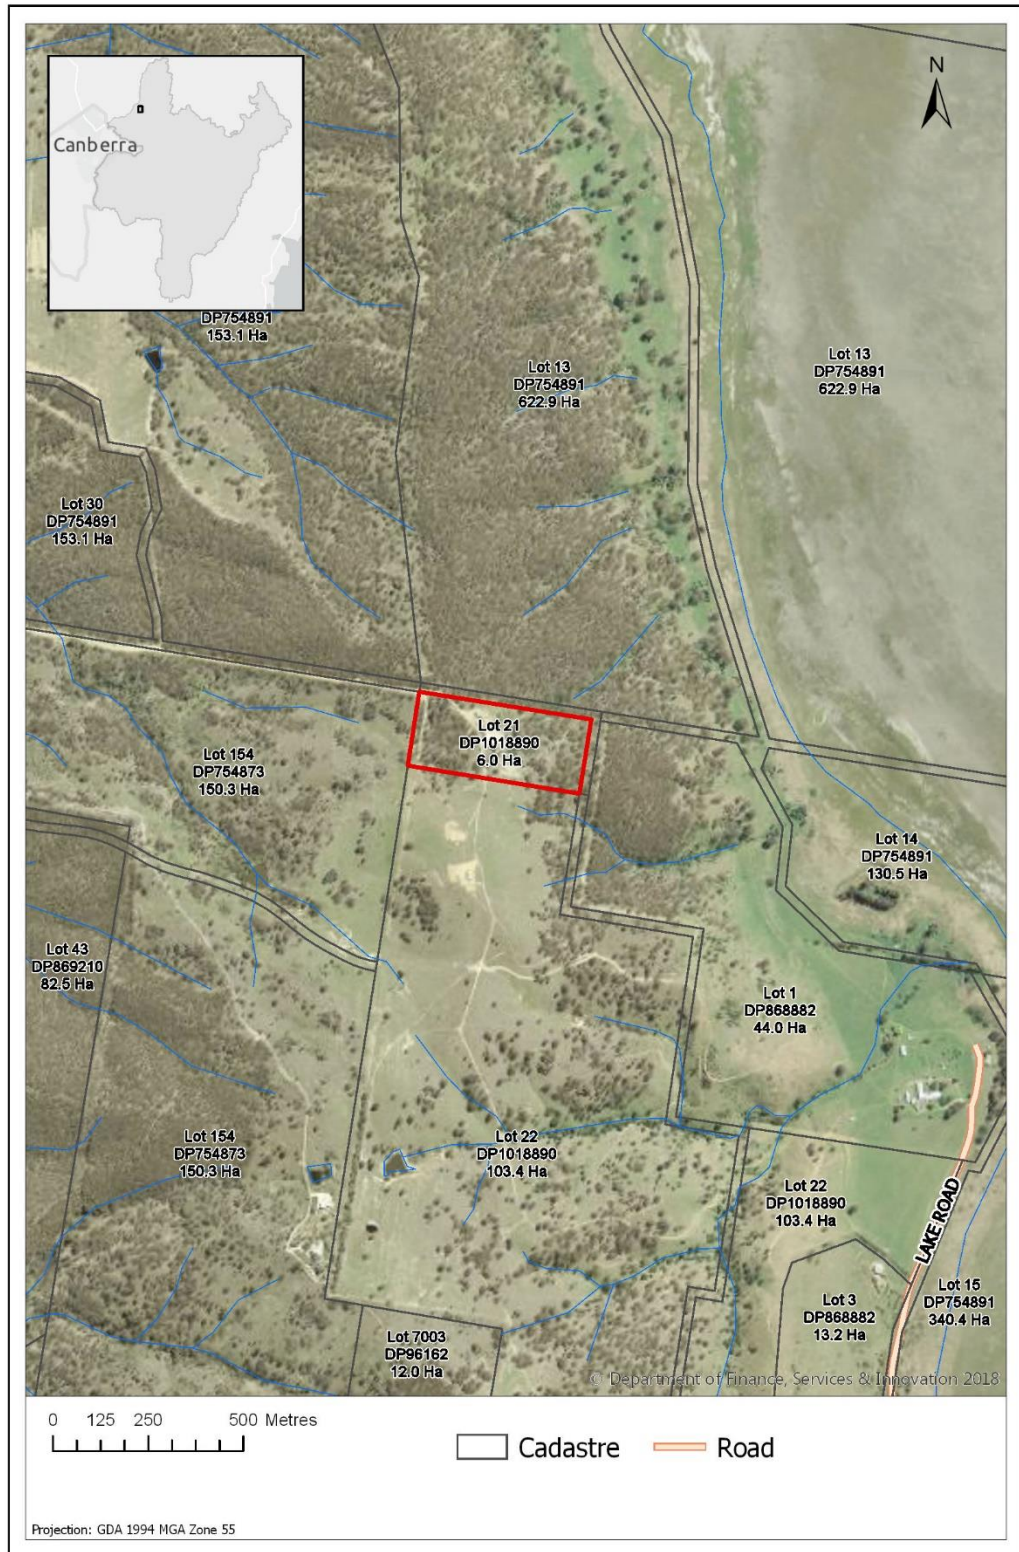 N
Canberra
DP754891
153.1 Ha
Lot 13
DP754891
622.9 Ha
Lot 13
DP754891
622.9 Ha
Lot 30
DP754891
153.1 Ha
Lot 21
DP1018890
6.0 Ha
Lot 154
DP754873
150.3 Ha
Lot 14
DP754891
130.5 Ha
Lot 43
DP869210
82.5 Ha
Lot 1
DP868882
44.0 Ha
Lot 154
DP754873
150.3 Ha
Lot 22
DP1018890
103.4 Ha
Lot 22
DP1018890
103.4 Ha
LAKE ROAD
Lot 15
DP754891
340.4 Ha
Lot 3
DP868882
13.2 Ha
Lot 7003
DP96162
12.0 Ha
© Department of Finance, Services & Innovation 2018
0 125 250 500 Metres
Cadastre
Road
Projection: GDA 1994 MGA Zone 55